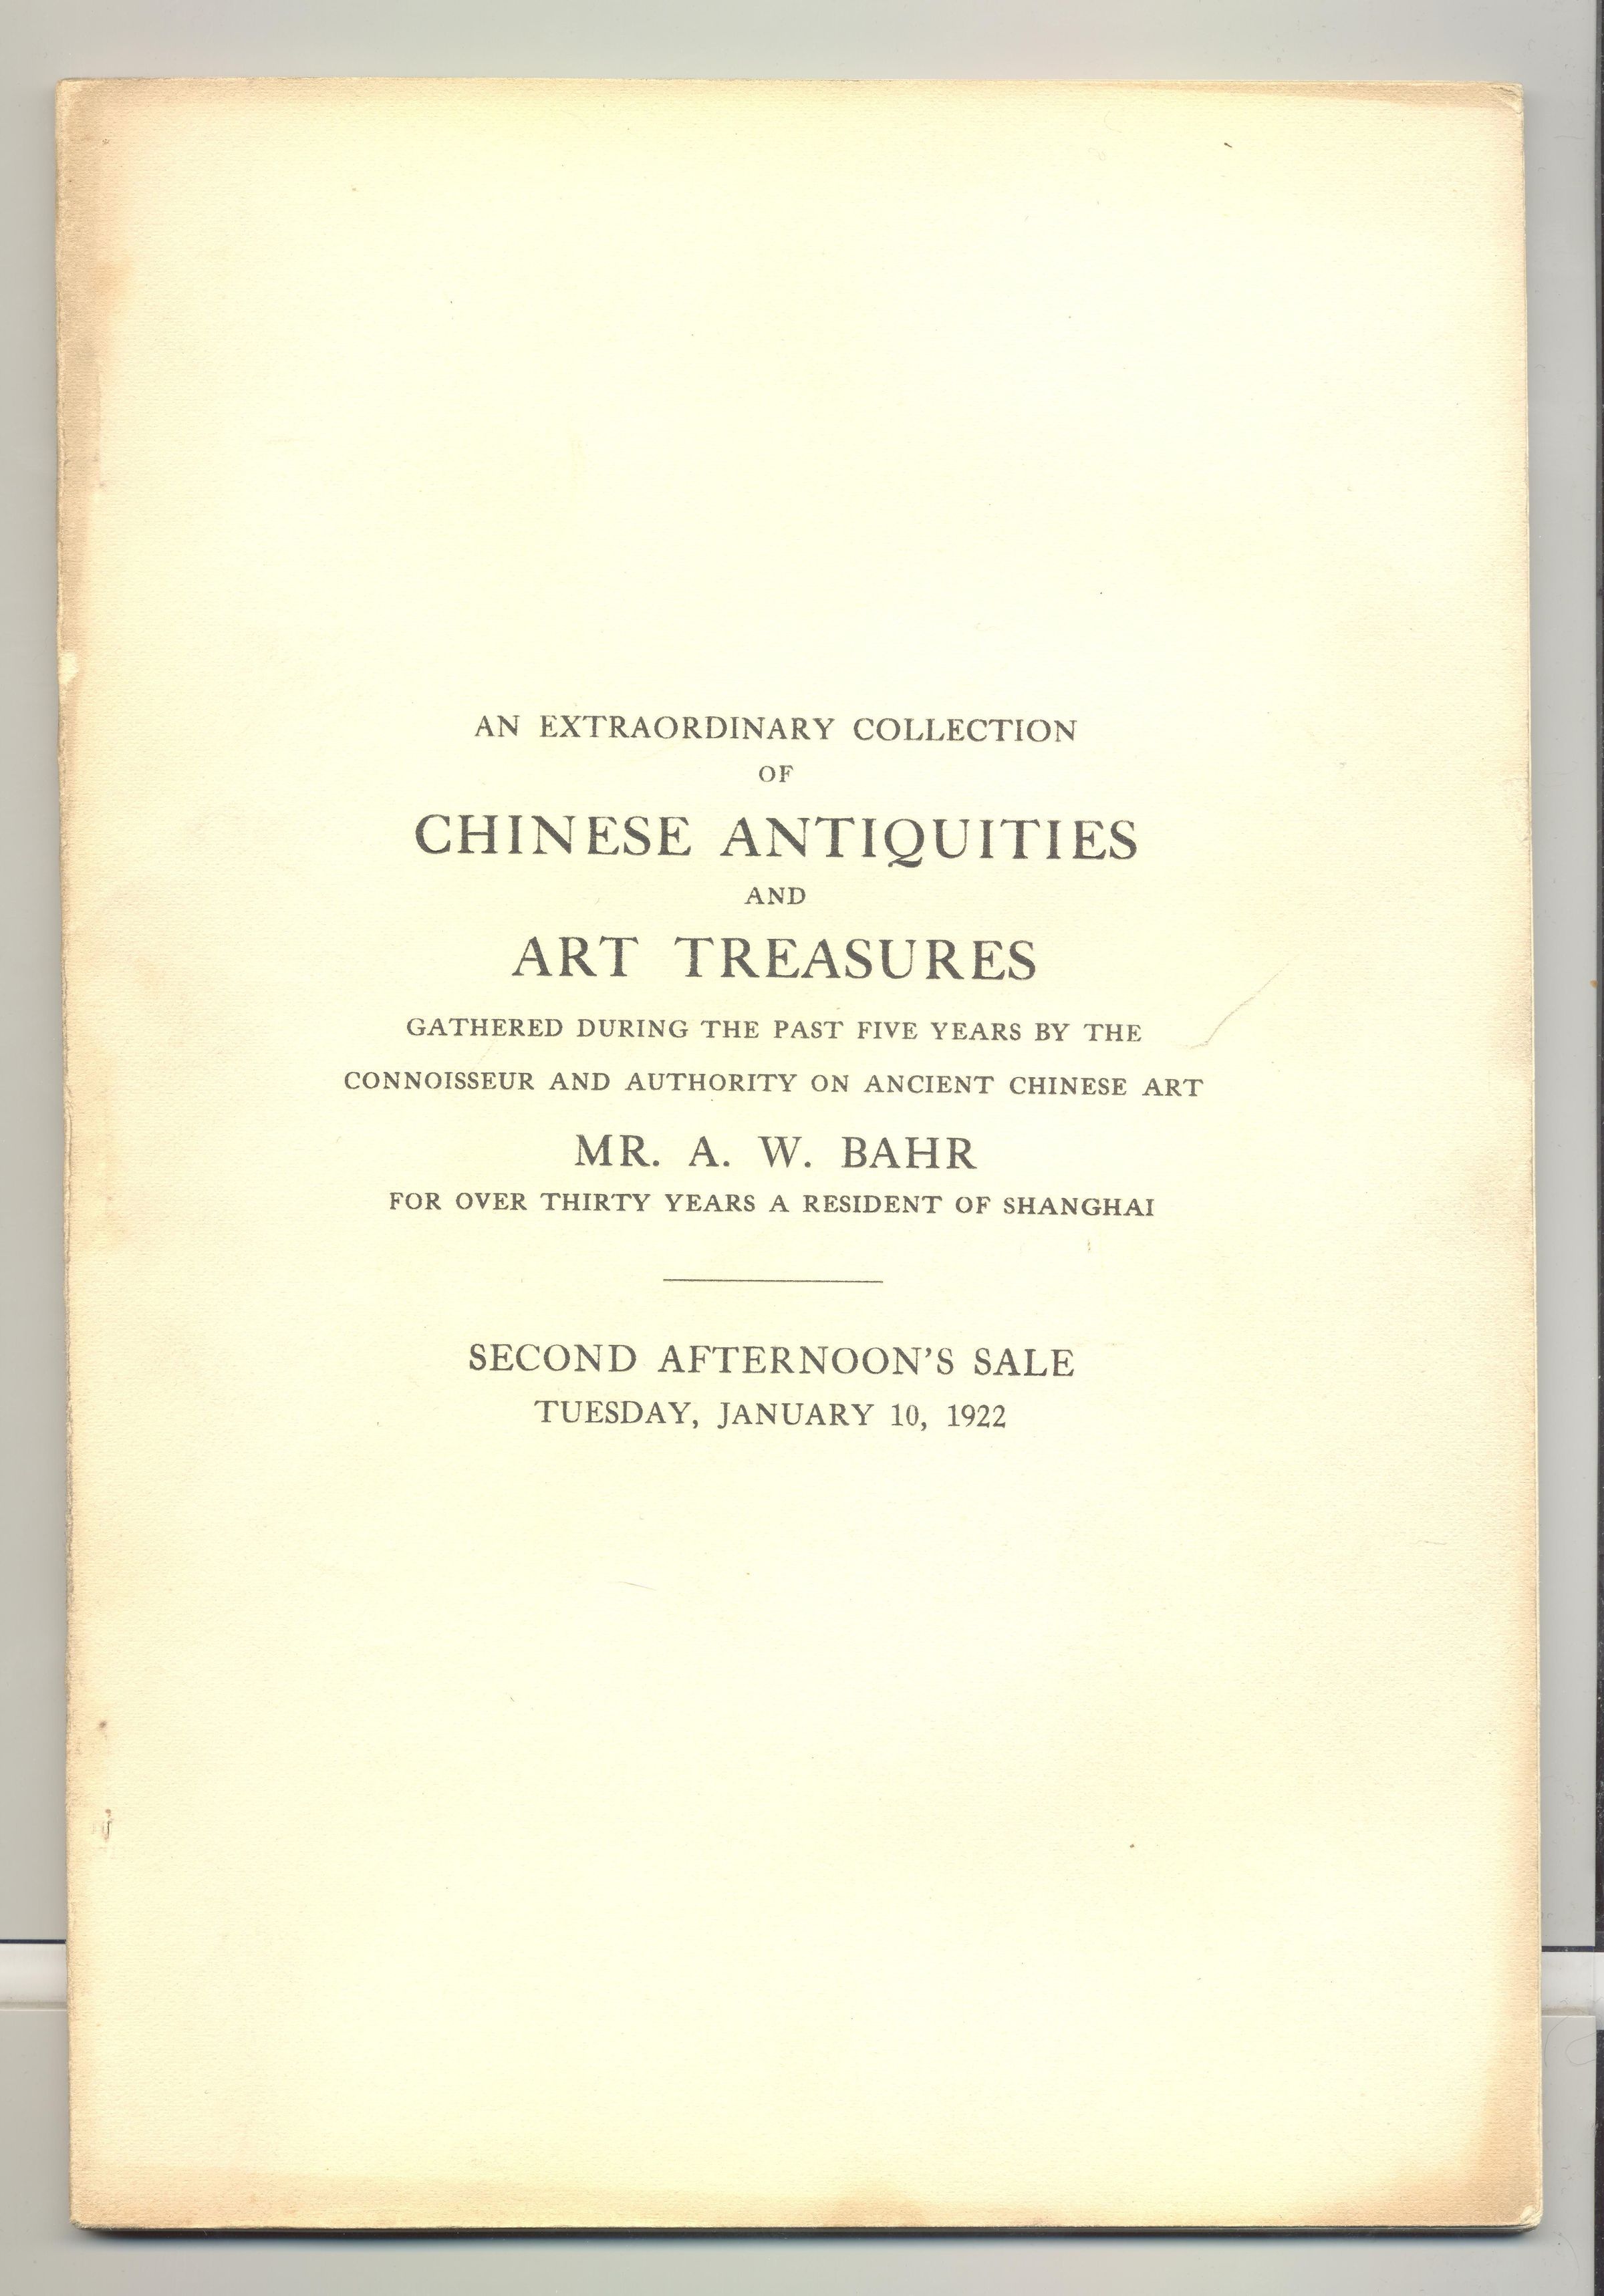 AN EXTRAORDINARY COLLECTION
OF
CHINESE ANTIQUITIES
AND
ART TREASURES
GATHERED DURING THE PAST FIVE YEARS BY THE
CONNOISSEUR AND AUTHORITY ON ANCIENT CHINESE ART
MR. A. W. BAHR
FOR OVER THIRTY YEARS A RESIDENT OF SHANGHAI
SECOND AFTERNOON'S SALE
TUESDAY, JANUARY 10, 1922